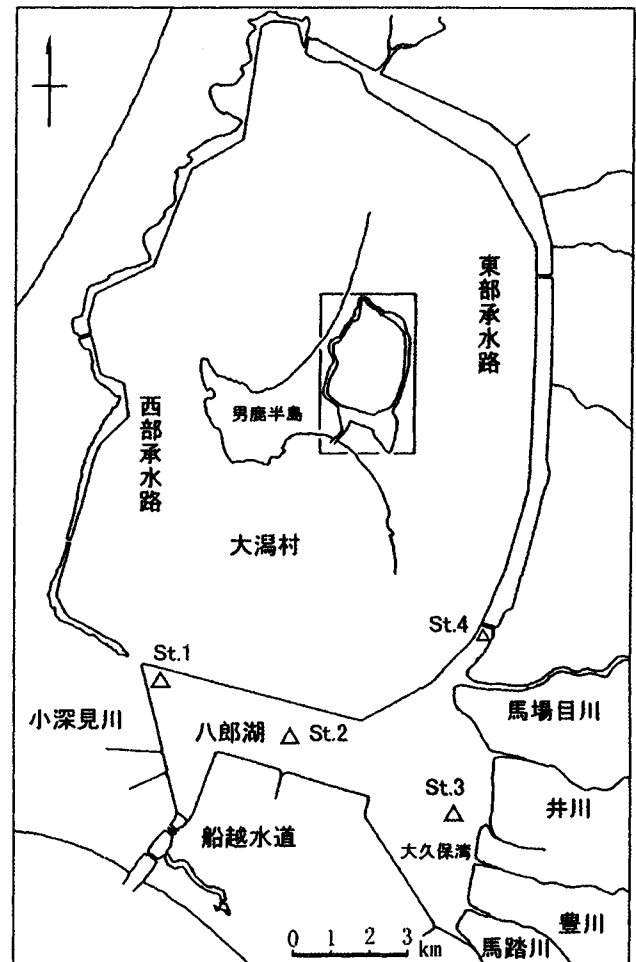 東部承水路
男鹿半島
西部承水路
大潟村
St.4
St.1
馬場目川
小深見川
八郎湖
St.2
St.3
井川
船越水道
大久保湾
豊川
0 1 2 3 km
馬踏川